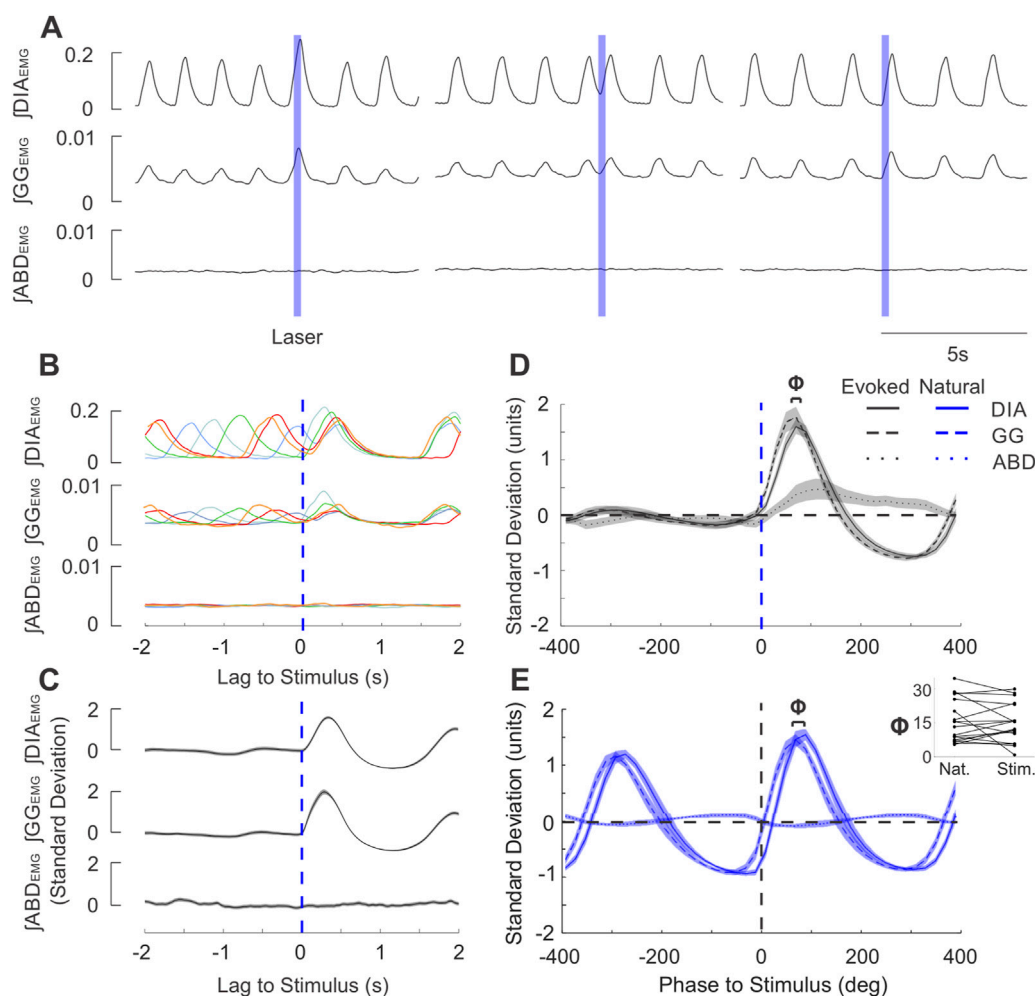 A
∫DIAEMG
0.2
0
∫GGEMG
0.01
0
∫ABDEMG
0.01
0
Laser
5s
B
∫DIAEMG
0.2
0
∫GGEMG
0.01
0
∫ABDEMG
0.01
0
-2 -1 0 1 2
Lag to Stimulus (s)
C
∫DIAEMG
2
0
∫GGEMG
2
0
∫ABDEMG
2
0
(Standard Deviation)
-2 -1 0 1 2
Lag to Stimulus (s)
D
Φ
Evoked Natural
DIA
GG
ABD
Standard Deviation (units)
2
1
0
-1
-2
-400 -200 0 200 400
E
Φ
Φ
30
15
0
Nat. Stim.
Standard Deviation (units)
2
1
0
-1
-2
-400 -200 0 200 400
Phase to Stimulus (deg)